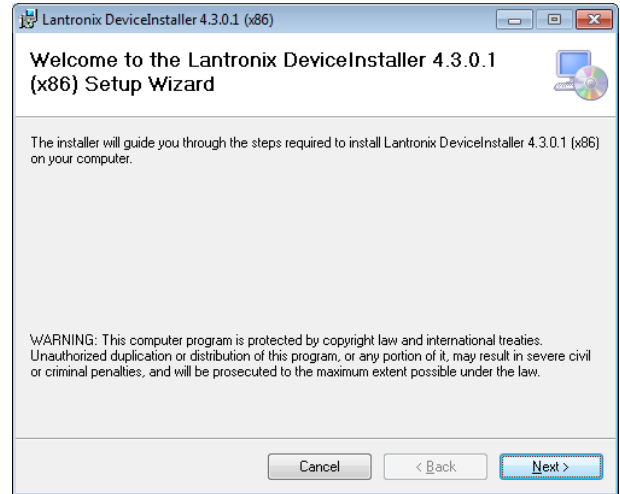 Lantronix DeviceInstaller 4.3.0.1 (x86)
Welcome to the Lantronix DeviceInstaller 4.3.0.1
(x86) Setup Wizard
The installer will guide you through the steps required to install Lantronix DeviceInstaller 4.3.0.1 (x86)
on your computer.
WARNING: This computer program is protected by copyright law and international treaties.
Unauthorized duplication or distribution of this program, or any portion of it, may result in severe civil
or criminal penalties, and will be prosecuted to the maximum extent possible under the law.
Cancel < Back Next >